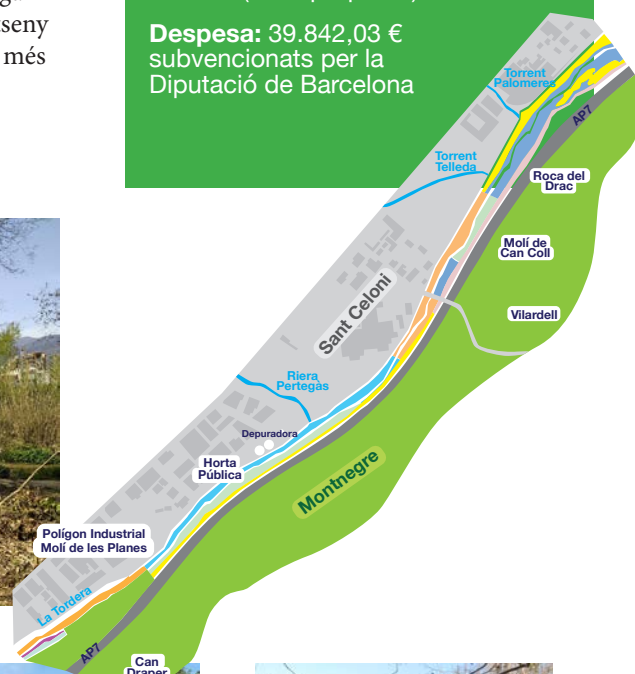 tseny
més
Despesa: 39.842,03 €
subvencionats per la
Diputació de Barcelona
Torrent
Palomeres
AP7
Torrent
Telleda
Roca del
Drac
Molí de
Can Coll
Sant Celoni
Vilardell
Riera
Pertegàs
Depuradora
Horta
Pública
Montnegre
Polígon Industrial
Molí de les Planes
La Tordera
AP7
Can
Draper